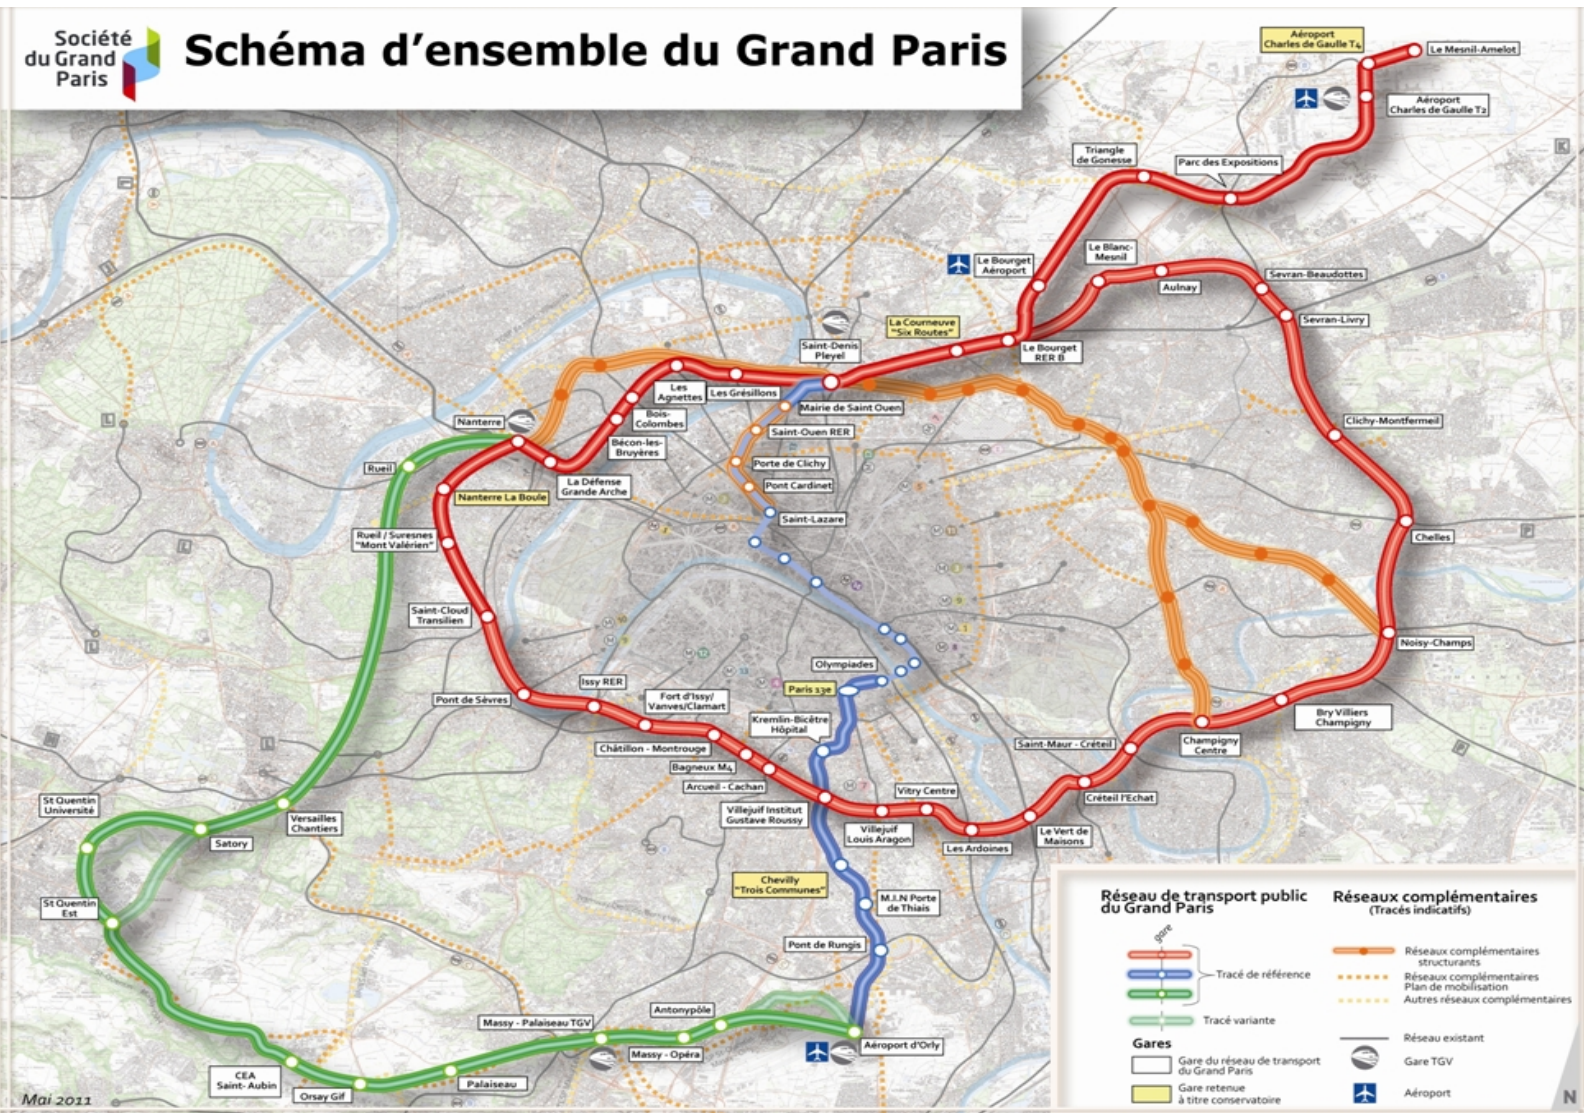 Société
du Grand
Paris
Schéma d'ensemble du Grand Paris
Aéroport
Charles de Gaulle T4
Le Mesnil-Amelot
Aéroport
Charles de Gaulle T2
Triangle
de Gonesse
Parc des Expositions
Le Bourget
Aéroport
Le Blanc-
Mesnil
Aulnay
Sevran-Beaudottes
Sevran-Livry
La Courneuve
"Six Routes"
Le Bourget
RER B
Saint-Denis
Pleyel
Les
Agnettes
Les Grésillons
Mairie de Saint Ouen
Bois-
Colombes
Saint-Ouen RER
Clichy-Montfermeil
Nanterre
Bécon-les-
Bruyères
Porte de Clichy
Rueil
La Défense
Grande Arche
Pont Cardinet
Nanterre La Boule
Saint-Lazare
Rueil / Suresnes
"Mont Valérien"
Chelles
Saint-Cloud
Transilien
Noisy-Champs
Olympiades
Issy RER
Paris 13e
Pont de Sèvres
Fort d'Issy/
Vanves/Clamart
Kremlin-Bicêtre
Hôpital
Bry Villiers
Champigny
Châtillon - Montrouge
Saint-Maur - Créteil
Champigny
Centre
Bagneux M4
Arcueil - Cachan
Vitry Centre
Créteil l'Echat
St Quentin
Université
Versailles
Chantiers
Villejuif Institut
Gustave Roussy
Villejuif
Louis Aragon
Le Vert de
Maisons
Satory
Les Ardoines
Chevilly
"Trois Communes"
St Quentin
Est
M.I.N Porte
de Thiais
Pont de Rungis
Antonypôle
Massy - Palaiseau TGV
Massy - Opéra
Aéroport d'Orly
CEA
Saint-Aubin
Palaiseau
Orsay Gif
Réseau de transport public
du Grand Paris
gare
Tracé de référence
Tracé variante
Gares
Gare du réseau de transport
du Grand Paris
Gare retenue
à titre conservatoire
Réseaux complémentaires
(Tracés indicatifs)
Réseaux complémentaires
structurants
Réseaux complémentaires
Plan de mobilisation
Autres réseaux complémentaires
Réseau existant
Gare TGV
Aéroport
N
Mai 2011